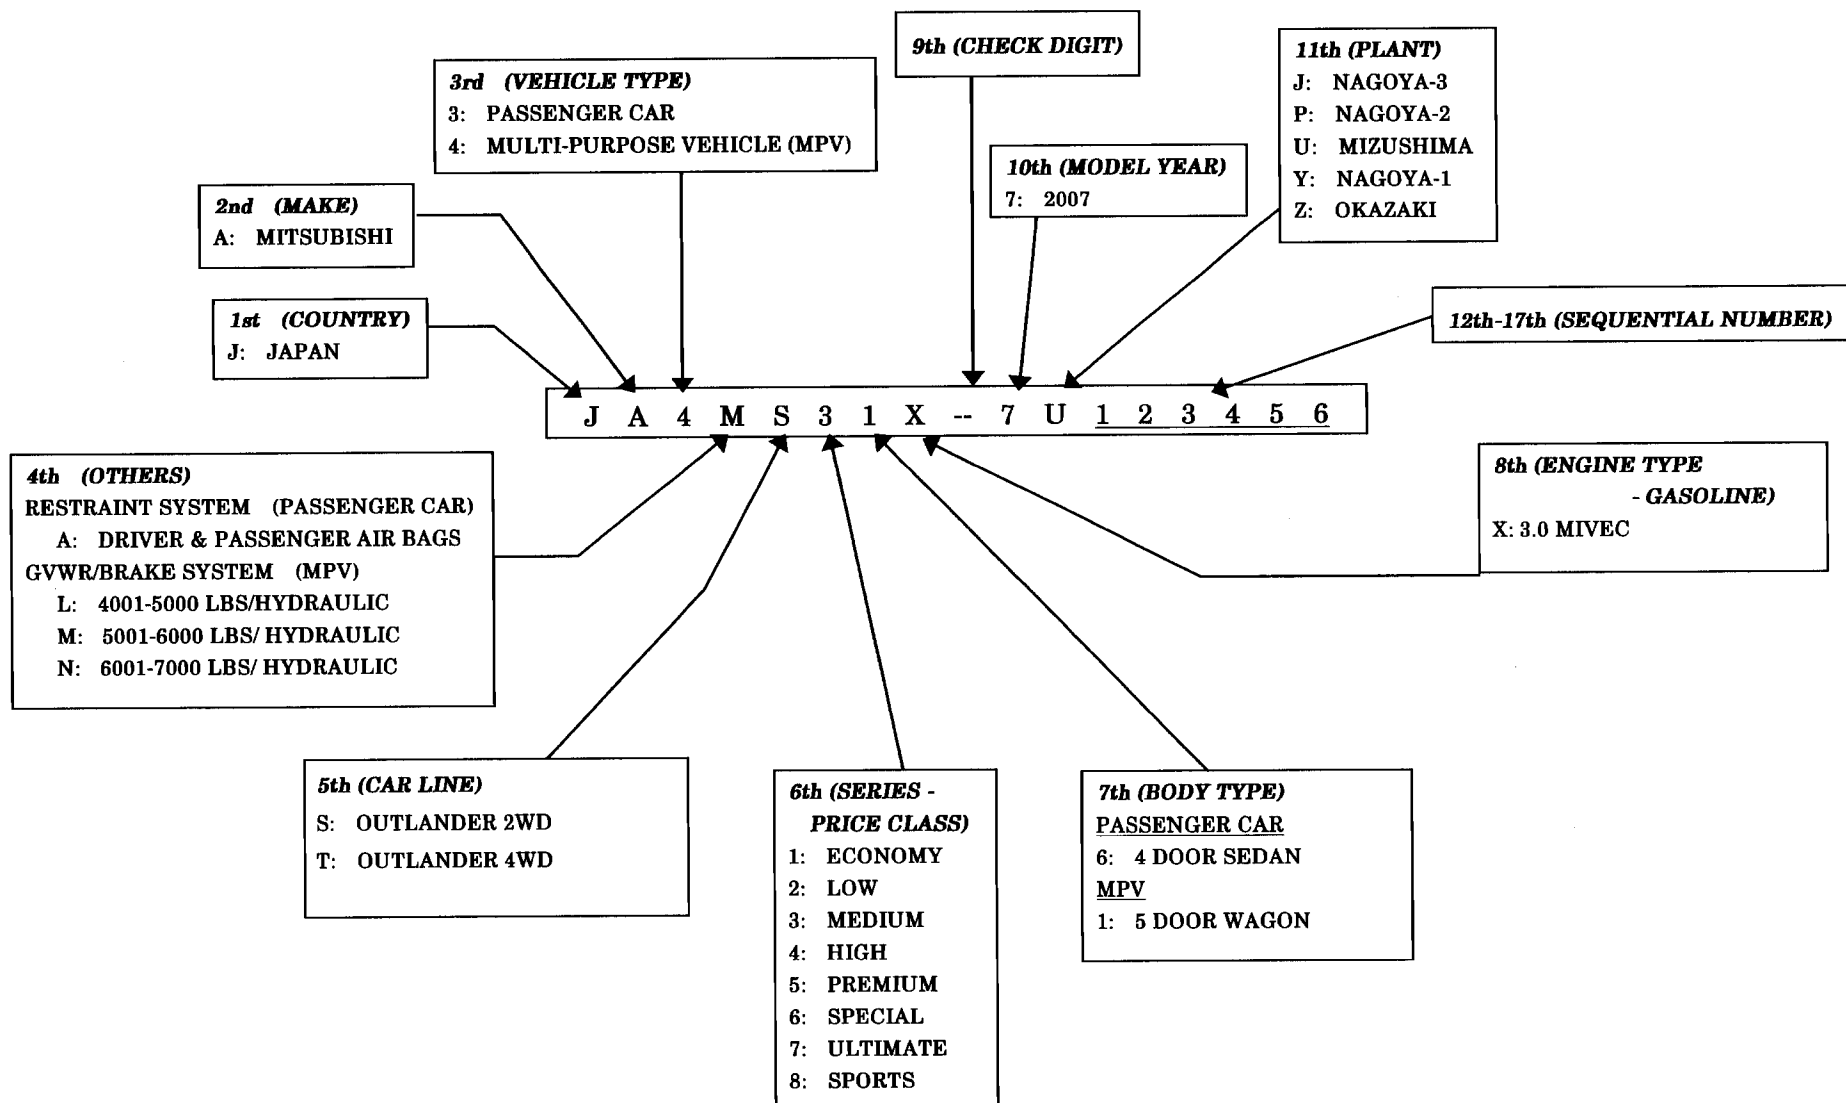 9th (CHECK DIGIT)
11th (PLANT)
J: NAGOYA-3
P: NAGOYA-2
U: MIZUSHIMA
Y: NAGOYA-1
Z: OKAZAKI
3rd (VEHICLE TYPE)
3: PASSENGER CAR
4: MULTI-PURPOSE VEHICLE (MPV)
10th (MODEL YEAR)
7: 2007
2nd (MAKE)
A: MITSUBISHI
1st (COUNTRY)
J: JAPAN
12th-17th (SEQUENTIAL NUMBER)
J A 4 M S 3 1 X -- 7 U 1 2 3 4 5 6
4th (OTHERS)
RESTRAINT SYSTEM (PASSENGER CAR)
A: DRIVER & PASSENGER AIR BAGS
GVWR/BRAKE SYSTEM (MPV)
L: 4001-5000 LBS/HYDRAULIC
M: 5001-6000 LBS/ HYDRAULIC
N: 6001-7000 LBS/ HYDRAULIC
8th (ENGINE TYPE
- GASOLINE)
X: 3.0 MIVEC
5th (CAR LINE)
S: OUTLANDER 2WD
T: OUTLANDER 4WD
6th (SERIES -
PRICE CLASS)
1: ECONOMY
2: LOW
3: MEDIUM
4: HIGH
5: PREMIUM
6: SPECIAL
7: ULTIMATE
8: SPORTS
7th (BODY TYPE)
PASSENGER CAR
6: 4 DOOR SEDAN
MPV
1: 5 DOOR WAGON